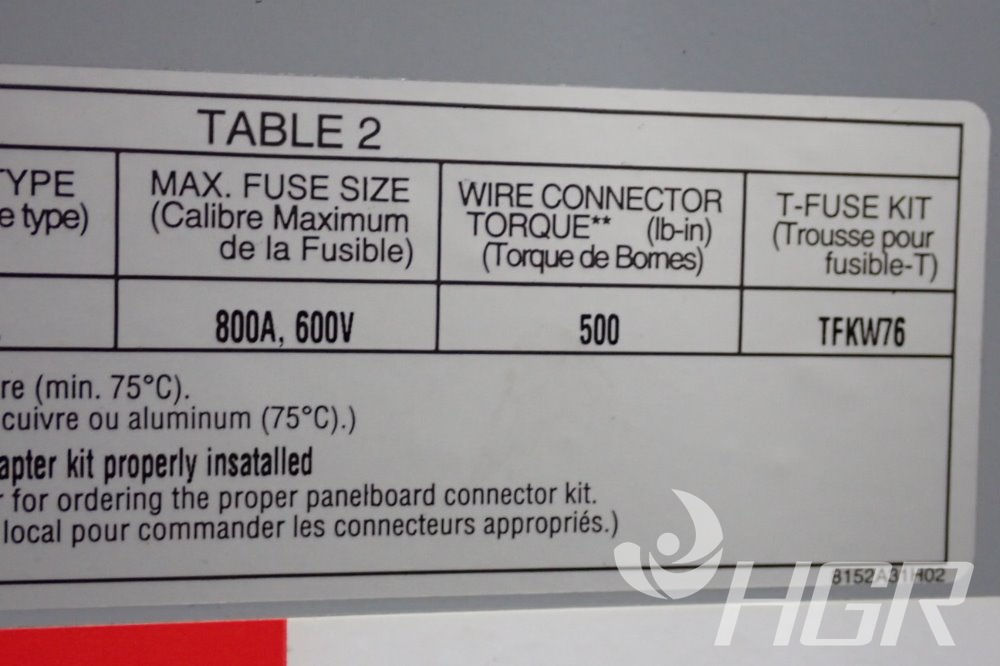 TABLE 2
YPE
e type)
MAX. FUSE SIZE
(Calibre Maximum
de la Fusible)
WIRE CONNECTOR
TORQUE** (lb-in)
(Torque de Bornes)
T-FUSE KIT
(Trousse pour
fusible-T)
800A, 600V
500
TFKW76
re (min. 75°C).
cuivre ou aluminum (75°C).)
apter kit properly insatalled
r for ordering the proper panelboard connector kit.
local pour commander les connecteurs appropriés.)
8152A31H02
HGR